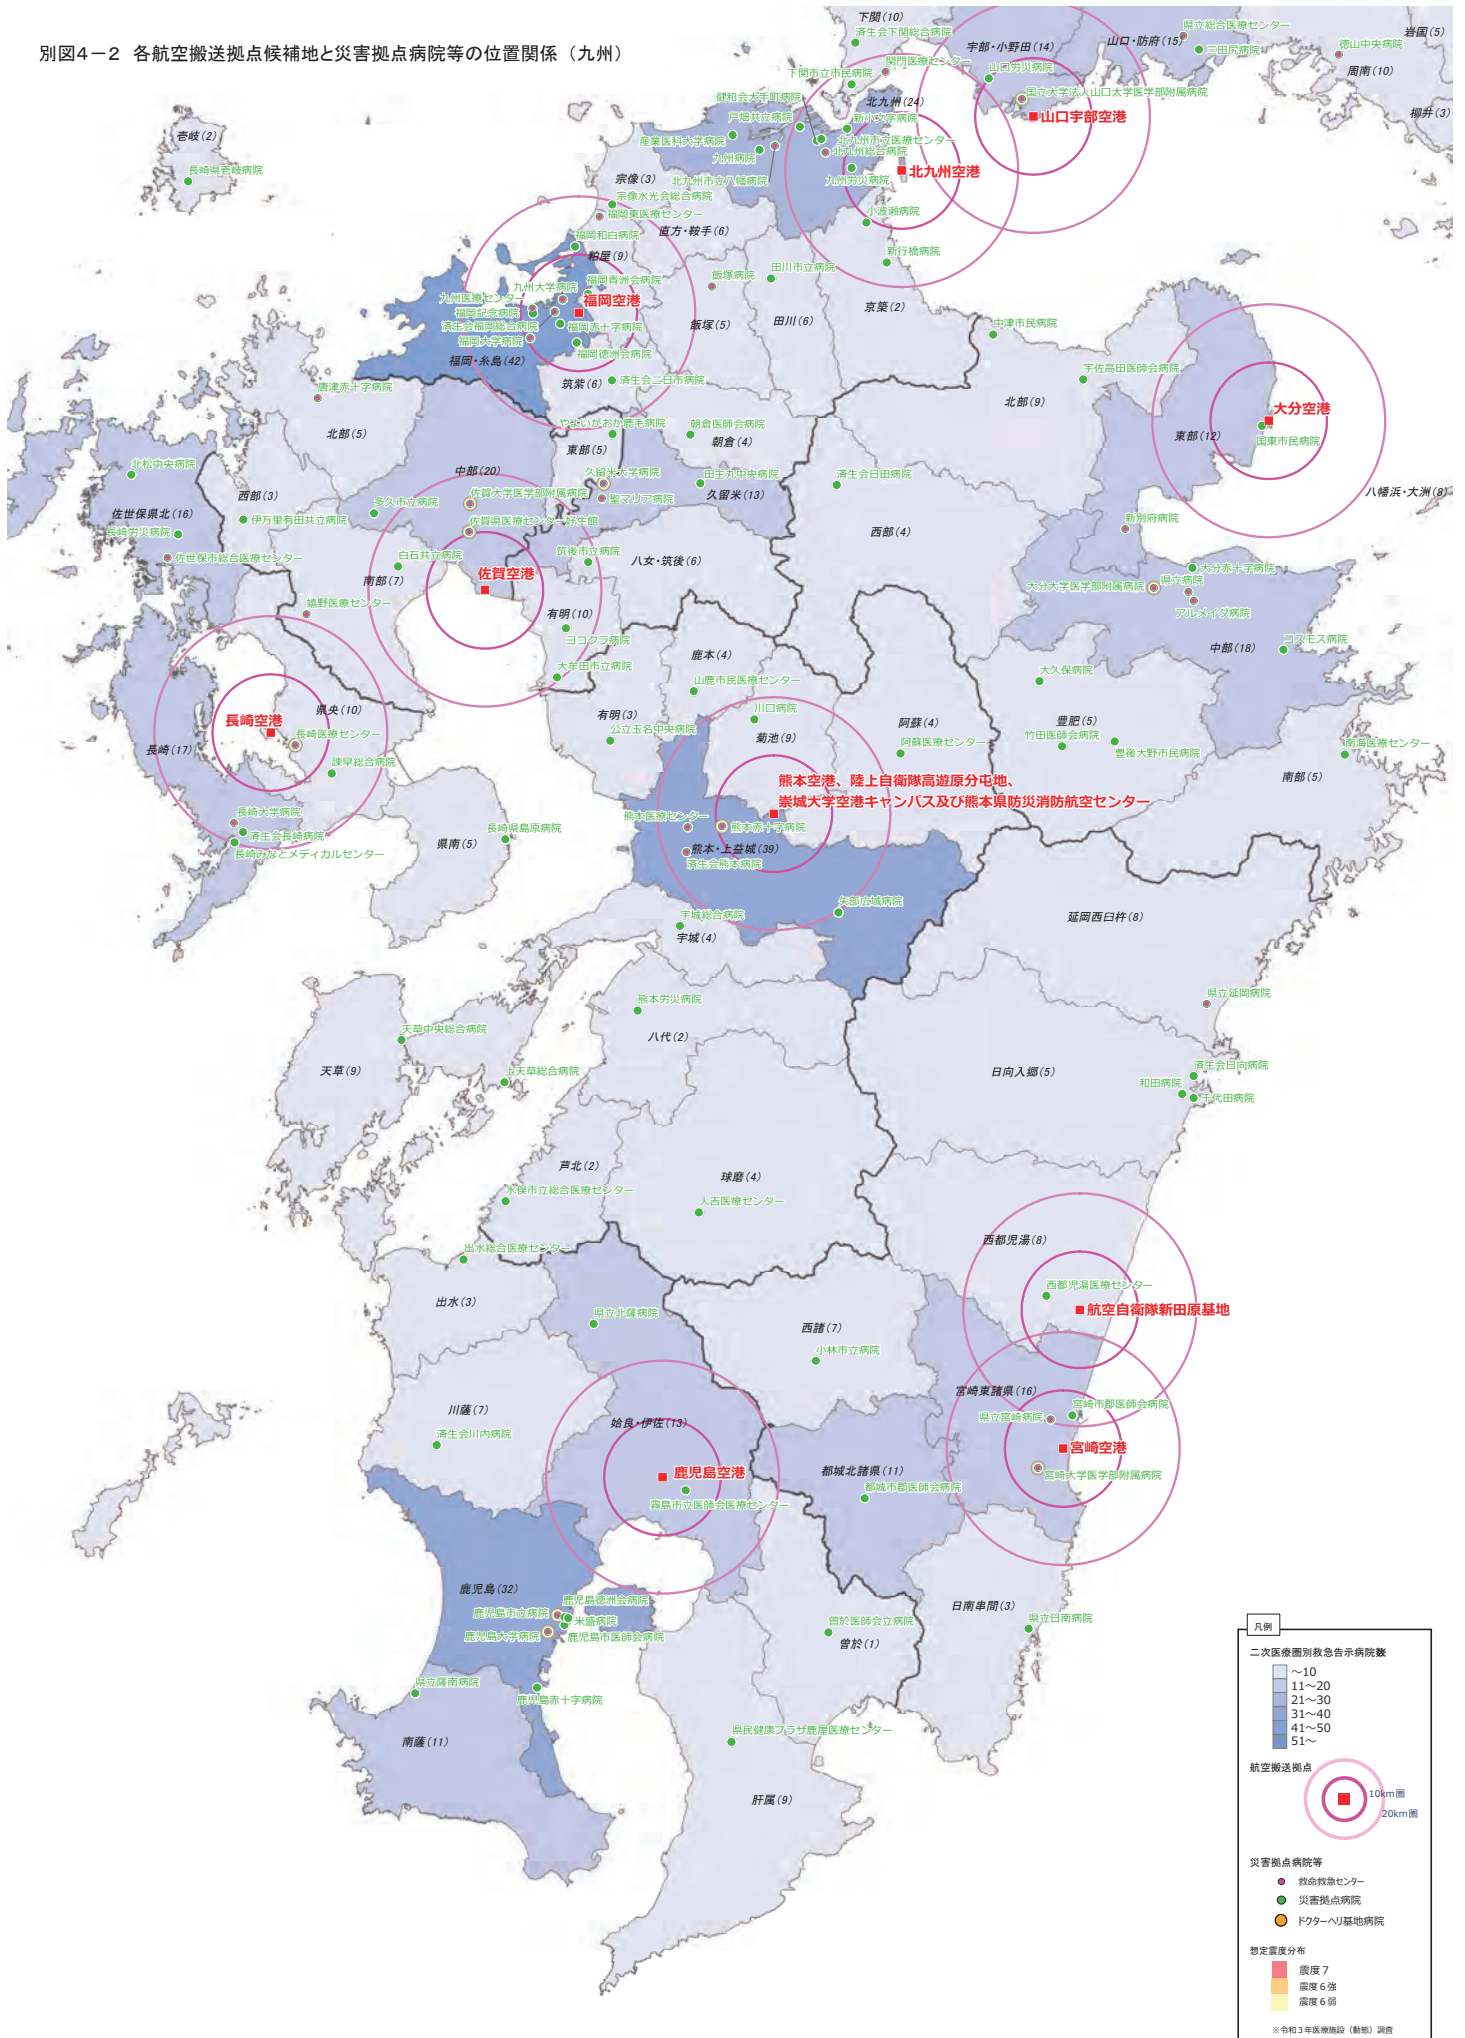 別図4－2 各航空搬送拠点候補地と災害拠点病院等の位置関係（九州）
下関(10)
済生会下関総合病院
宇部・小野田(14)
山口・防府(15)
県立総合医療センター
三田尻病院
徳山中央病院
岩国(5)
周南(10)
柳井(3)
関門医療センター
下関市立市民病院
山口労災病院
国立大学法人山口大学医学部附属病院
山口宇部空港
健和会大手町病院
北九州(24)
戸畑共立病院
新小文字病院
産業医科大学病院
北九州市立医療センター
九州病院
北九州総合病院
北九州市立八幡病院
九州労災病院
北九州空港
小波瀬病院
新行橋病院
壱岐(2)
長崎県壱岐病院
宗像(3)
宗像水光会総合病院
福岡東医療センター
直方・鞍手(6)
福岡和白病院
粕屋(9)
飯塚病院
田川市立病院
福岡青洲会病院
九州大学病院
九州医療センター
福岡空港
福岡記念病院
済生会福岡総合病院
福岡赤十字病院
福岡大学病院
福岡徳洲会病院
福岡・糸島(42)
飯塚(5)
田川(6)
京築(2)
中津市民病院
筑紫(6)
済生会二日市病院
宇佐高田医師会病院
北部(9)
大分空港
国東市民病院
東部(12)
唐津赤十字病院
北部(5)
やよいがおか鹿毛病院
東部(5)
朝倉医師会病院
朝倉(4)
北松中央病院
西部(3)
中部(20)
久留米大学病院
田主丸中央病院
久留米(13)
聖マリア病院
済生会日田病院
八幡浜・大洲(8)
佐世保県北(16)
伊万里有田共立病院
多久市立病院
佐賀大学医学部附属病院
佐賀県医療センター好生館
長崎労災病院
佐世保市総合医療センター
白石共立病院
南部(7)
佐賀空港
筑後市立病院
八女・筑後(6)
西部(4)
新別府病院
大分赤十字病院
大分大学医学部附属病院
県立病院
アルメイダ病院
嬉野医療センター
有明(10)
ヨコクラ病院
大牟田市立病院
鹿本(4)
山鹿市民医療センター
コスモス病院
中部(18)
大久保病院
長崎空港
県央(10)
長崎医療センター
長崎(17)
諫早総合病院
有明(3)
公立玉名中央病院
川口病院
菊池(9)
阿蘇(4)
阿蘇医療センター
豊肥(5)
竹田医師会病院
豊後大野市民病院
南海医療センター
南部(5)
熊本空港、陸上自衛隊高遊原分屯地、
崇城大学空港キャンパス及び熊本県防災消防航空センター
長崎大学病院
済生会長崎病院
長崎みなとメディカルセンター
長崎県島原病院
県南(5)
熊本医療センター
熊本赤十字病院
熊本・上益城(39)
済生会熊本病院
矢部広域病院
宇城総合病院
宇城(4)
延岡西臼杵(8)
熊本労災病院
八代(2)
県立延岡病院
天草中央総合病院
天草(9)
上天草総合病院
日向入郷(5)
済生会日向病院
和田病院
千代田病院
芦北(2)
水俣市立総合医療センター
球磨(4)
人吉医療センター
出水総合医療センター
出水(3)
西都児湯(8)
西都児湯医療センター
航空自衛隊新田原基地
県立北薩病院
西諸(7)
小林市立病院
川薩(7)
済生会川内病院
姶良・伊佐(13)
宮崎東諸県(16)
宮崎市郡医師会病院
県立宮崎病院
宮崎空港
宮崎大学医学部附属病院
鹿児島空港
霧島市立医師会医療センター
都城北諸県(11)
都城市郡医師会病院
鹿児島(32)
鹿児島徳洲会病院
鹿児島市立病院
米盛病院
鹿児島大学病院
鹿児島市医師会病院
曽於医師会立病院
曽於(1)
日南串間(3)
県立日南病院
県立薩南病院
鹿児島赤十字病院
南薩(11)
県民健康プラザ鹿屋医療センター
肝属(9)
凡例
二次医療圏別救急告示病院数
～10
11～20
21～30
31～40
41～50
51～
航空搬送拠点
10km圏
20km圏
災害拠点病院等
救命救急センター
災害拠点病院
ドクターヘリ基地病院
想定震度分布
震度7
震度6強
震度6弱
※令和3年医療施設（動態）調査